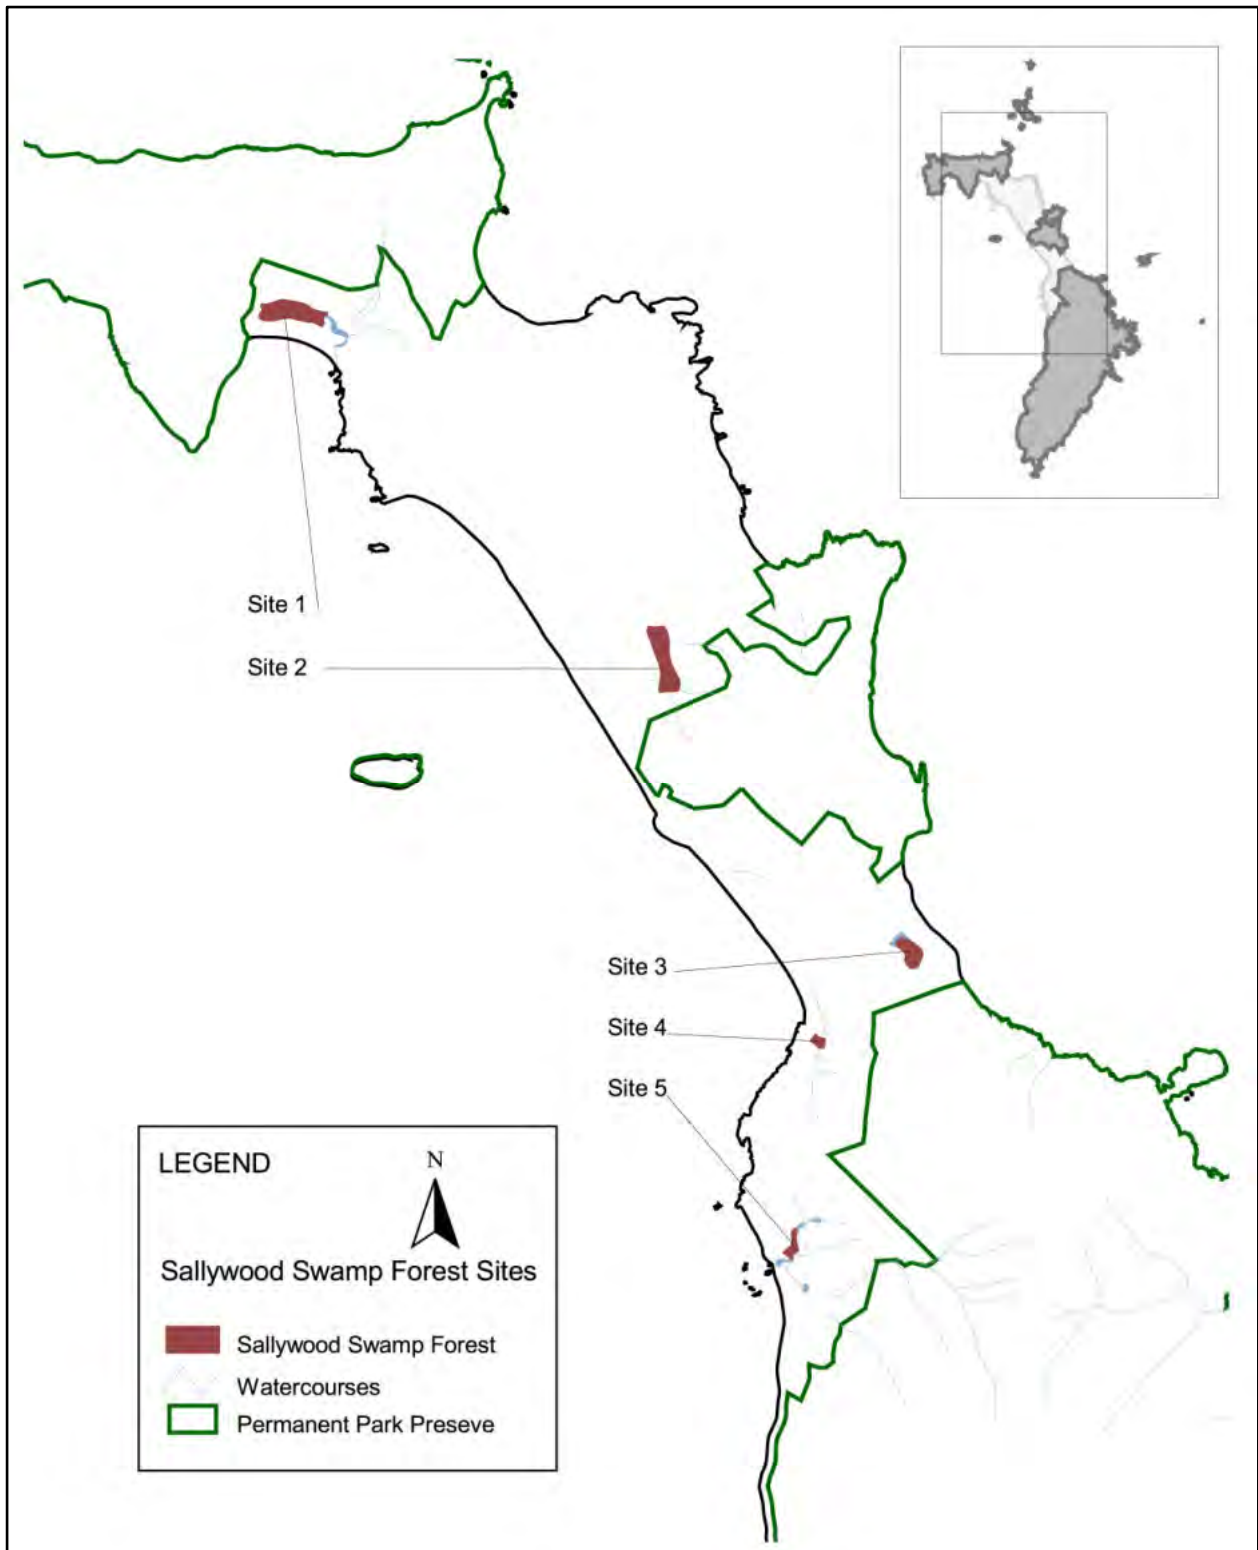 Site 1
Site 2
Site 3
Site 4
Site 5
LEGEND
N
Sallywood Swamp Forest Sites
Sallywood Swamp Forest
Watercourses
Permanent Park Preseve